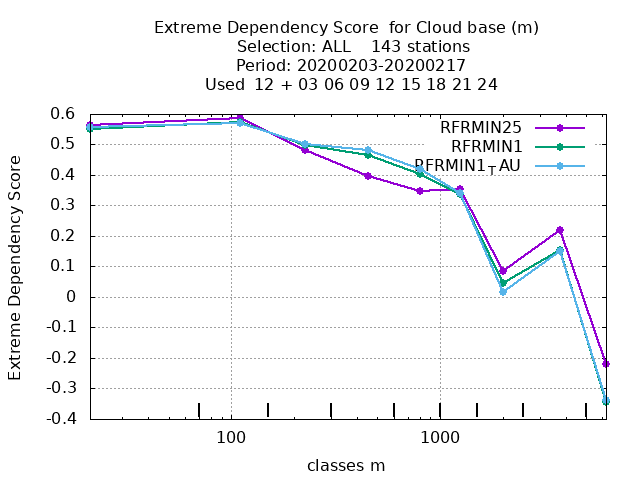 Extreme Dependency Score  for Cloud base (m)
Selection: ALL    143 stations
Period: 20200203-20200217
Used  12 + 03 06 09 12 15 18 21 24
RFRMIN25
RFRMIN1
RFRMIN1TAU
Extreme Dependency Score
0.6
0.5
0.4
0.3
0.2
0.1
0
-0.1
-0.2
-0.3
-0.4
100
1000
classes m